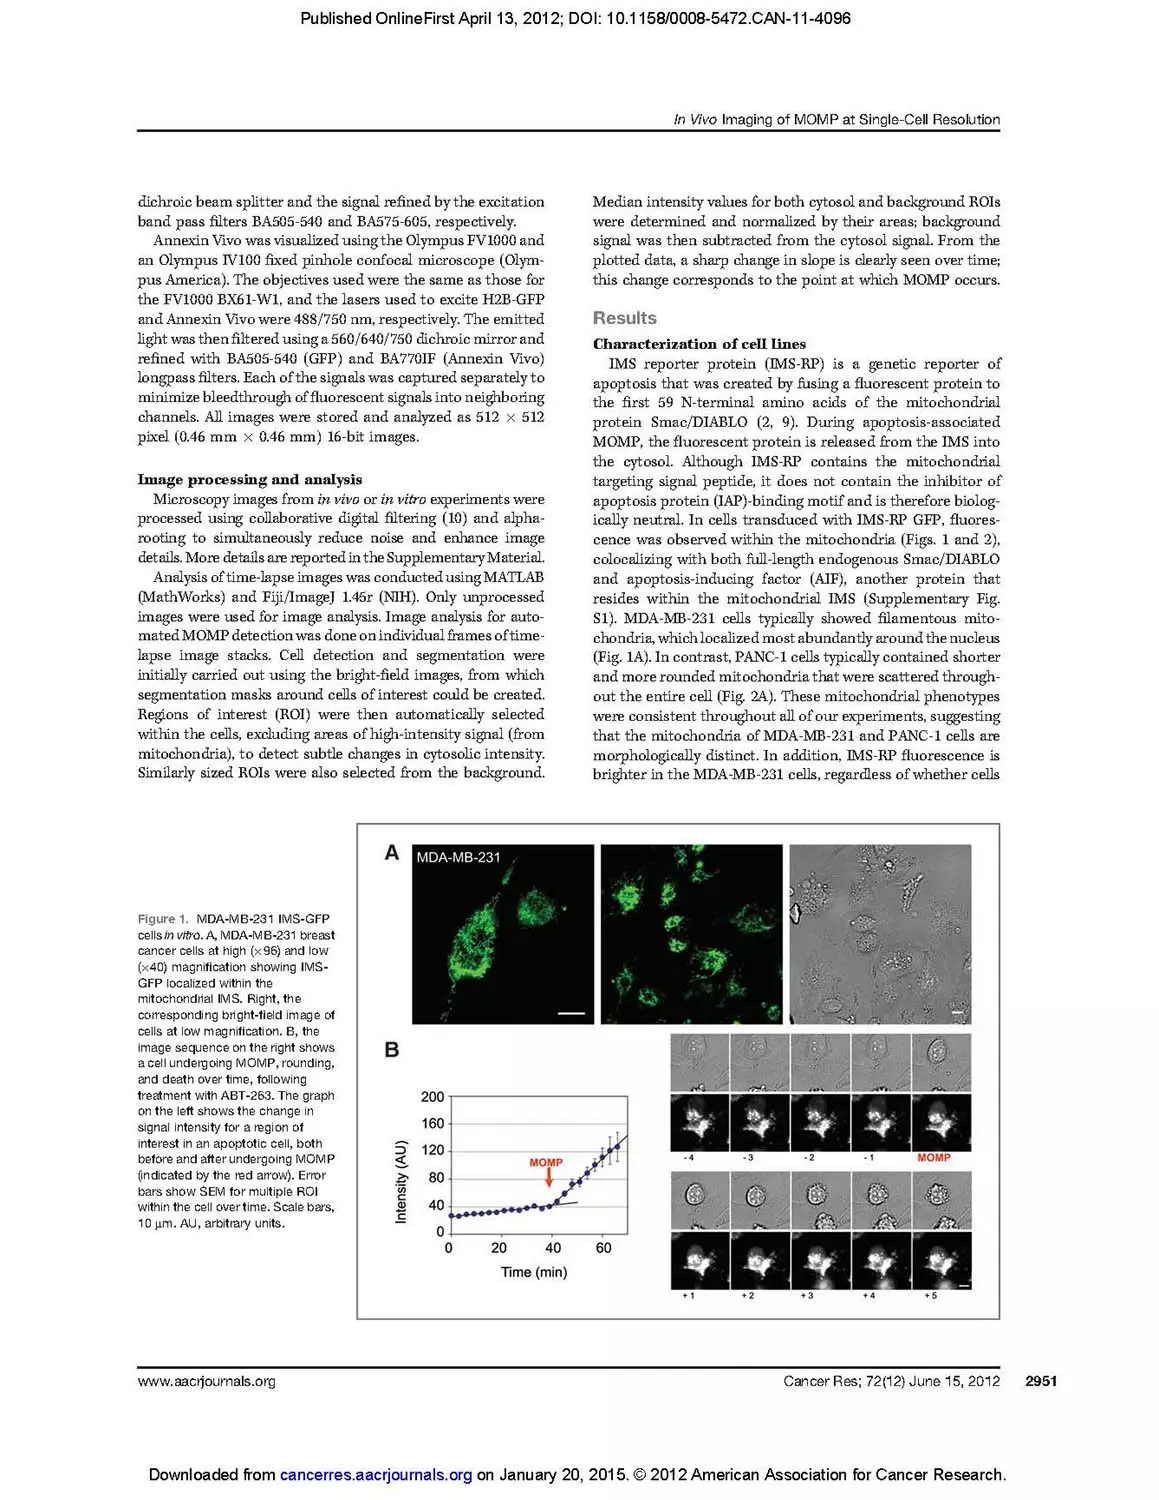 Published OnlineFirst April 13, 2012; DOI: 10.1158/0008-5472.CAN-11-4096
In Vivo Imaging of MOMP at Single-Cell Resolution
dichroic beam splitter and the signal refined by the excitation
band pass filters BA505-540 and BA575-605, respectively.
Annexin Vivo was visualized using the Olympus FV1000 and
an Olympus IV100 fixed pinhole confocal microscope (Olym-
pus America). The objectives used were the same as those for
the FV1000 BX61-W1, and the lasers used to excite H2B-GFP
and Annexin Vivo were 488/750 nm, respectively. The emitted
light was then filtered using a 560/640/750 dichroic mirror and
refined with BA505-540 (GFP) and BA770IF (Annexin Vivo)
longpass filters. Each of the signals was captured separately to
minimize bleedthrough of fluorescent signals into neighboring
channels. All images were stored and analyzed as 512 × 512
pixel (0.46 mm × 0.46 mm) 16-bit images.
Image processing and analysis
Microscopy images from in vivo or in vitro experiments were
processed using collaborative digital filtering (10) and alpha-
rooting to simultaneously reduce noise and enhance image
details. More details are reported in the Supplementary Material.
Analysis of time-lapse images was conducted using MATLAB
(MathWorks) and Fiji/ImageJ 1.45r (NIH). Only unprocessed
images were used for image analysis. Image analysis for auto-
mated MOMP detection was done on individual frames of time-
lapse image stacks. Cell detection and segmentation were
initially carried out using the bright-field images, from which
segmentation masks around cells of interest could be created.
Regions of interest (ROI) were then automatically selected
within the cells, excluding areas of high-intensity signal (from
mitochondria), to detect subtle changes in cytosolic intensity.
Similarly sized ROIs were also selected from the background.
Median intensity values for both cytosol and background ROIs
were determined and normalized by their areas; background
signal was then subtracted from the cytosol signal. From the
plotted data, a sharp change in slope is clearly seen over time;
this change corresponds to the point at which MOMP occurs.
Results
Characterization of cell lines
IMS reporter protein (IMS-RP) is a genetic reporter of
apoptosis that was created by fusing a fluorescent protein to
the first 59 N-terminal amino acids of the mitochondrial
protein Smac/DIABLO (2, 9). During apoptosis-associated
MOMP, the fluorescent protein is released from the IMS into
the cytosol. Although IMS-RP contains the mitochondrial
targeting signal peptide, it does not contain the inhibitor of
apoptosis protein (IAP)-binding motif and is therefore biolog-
ically neutral. In cells transduced with IMS-RP GFP, fluores-
cence was observed within the mitochondria (Figs. 1 and 2),
colocalizing with both full-length endogenous Smac/DIABLO
and apoptosis-inducing factor (AIF), another protein that
resides within the mitochondrial IMS (Supplementary Fig.
S1). MDA-MB-231 cells typically showed filamentous mito-
chondria, which localized most abundantly around the nucleus
(Fig. 1A). In contrast, PANC-1 cells typically contained shorter
and more rounded mitochondria that were scattered through-
out the entire cell (Fig. 2A). These mitochondrial phenotypes
were consistent throughout all of our experiments, suggesting
that the mitochondria of MDA-MB-231 and PANC-1 cells are
morphologically distinct. In addition, IMS-RP fluorescence is
brighter in the MDA-MB-231 cells, regardless of whether cells
Figure 1. MDA-MB-231 IMS-GFP
cells in vitro. A, MDA-MB-231 breast
cancer cells at high (×96) and low
(×40) magnification showing IMS-
GFP localized within the
mitochondrial IMS. Right, the
corresponding bright-field image of
cells at low magnification. B, the
image sequence on the right shows
a cell undergoing MOMP, rounding,
and death over time, following
treatment with ABT-263. The graph
on the left shows the change in
signal intensity for a region of
interest in an apoptotic cell, both
before and after undergoing MOMP
(indicated by the red arrow). Error
bars show SEM for multiple ROI
within the cell over time. Scale bars,
10 μm. AU, arbitrary units.
A
MDA-MB-231
B
200
160
120
80
40
0
Intensity (AU)
MOMP
0 20 40 60
Time (min)
-4 -3 -2 -1 MOMP
+1 +2 +3 +4 +5
www.aacrjournals.org
Cancer Res; 72(12) June 15, 2012 2951
Downloaded from cancerres.aacrjournals.org on January 20, 2015. © 2012 American Association for Cancer Research.